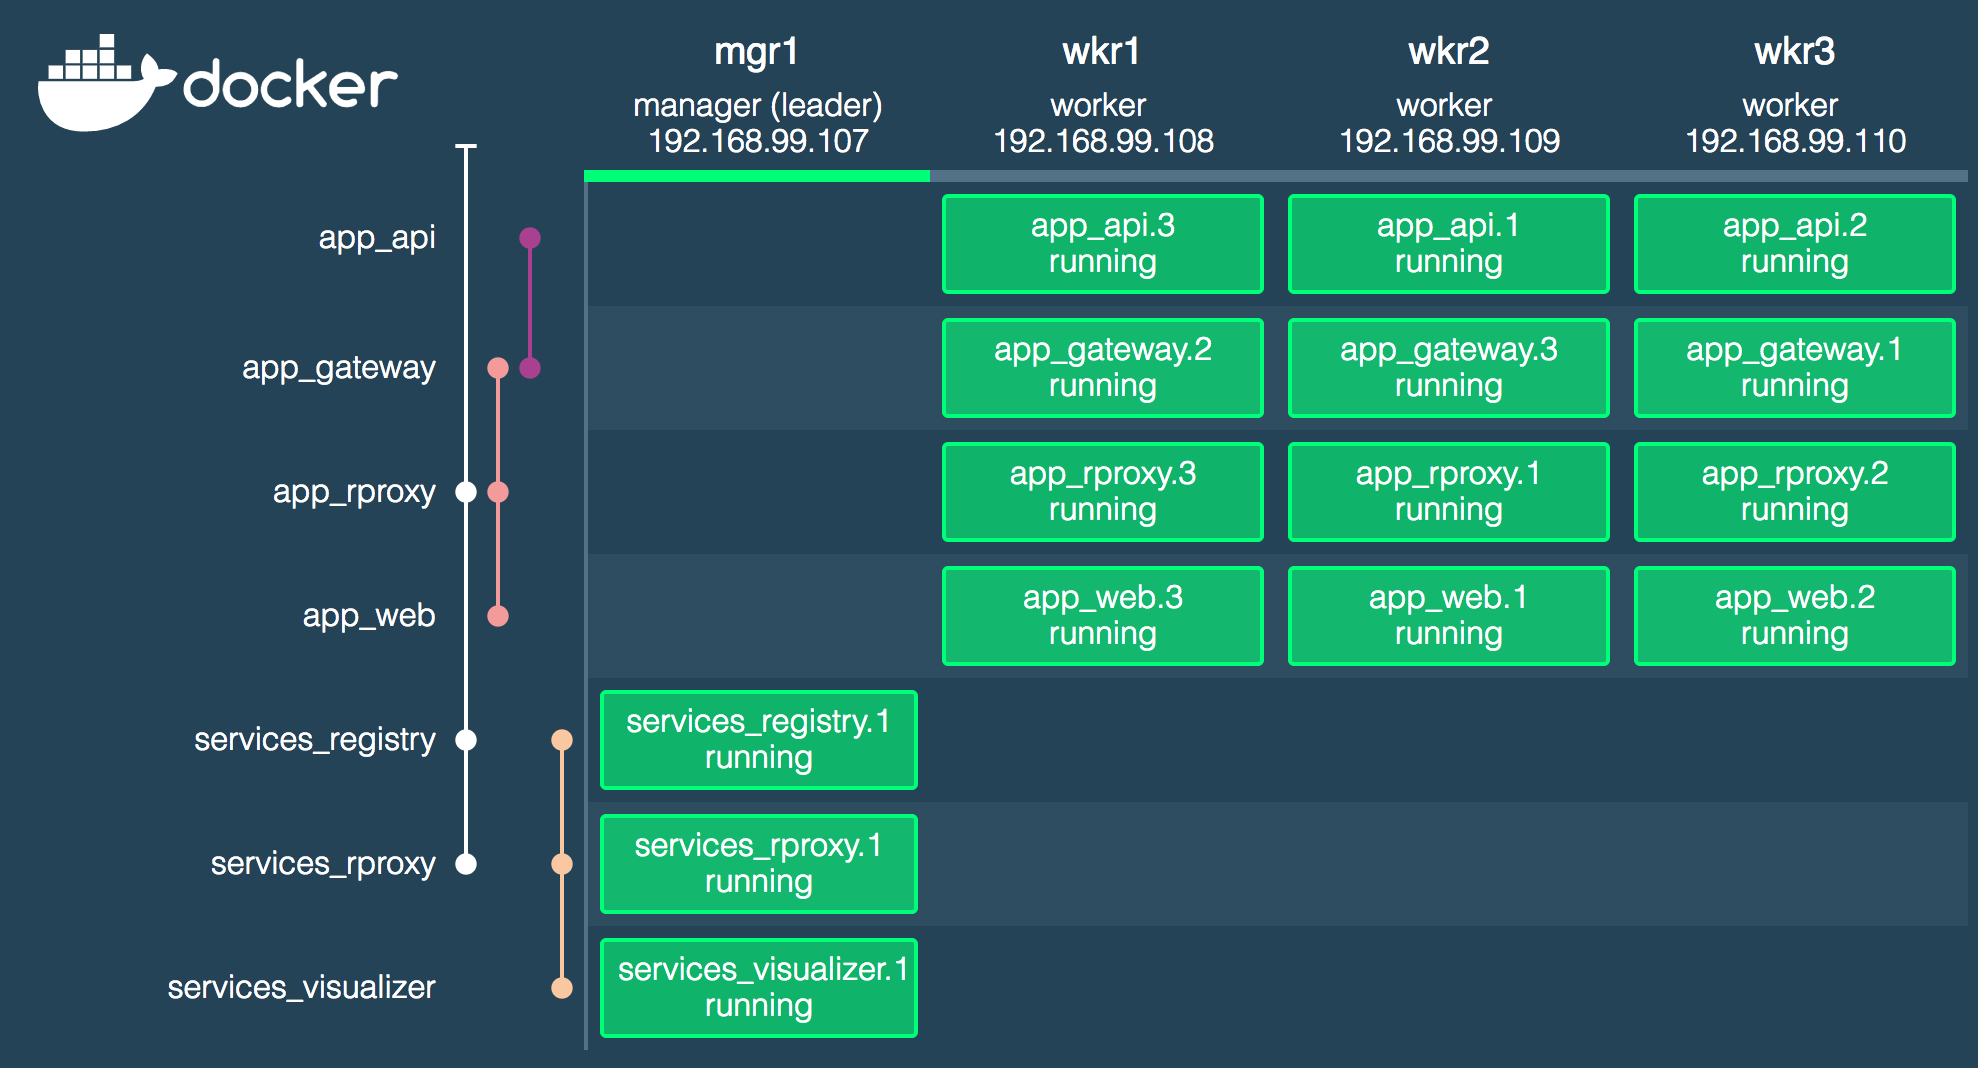 docker
mgr1
manager (leader)
192.168.99.107
wkr1
worker
192.168.99.108
wkr2
worker
192.168.99.109
wkr3
worker
192.168.99.110
app_api
app_api.3
running
app_api.1
running
app_api.2
running
app_gateway
app_gateway.2
running
app_gateway.3
running
app_gateway.1
running
app_rproxy
app_rproxy.3
running
app_rproxy.1
running
app_rproxy.2
running
app_web
app_web.3
running
app_web.1
running
app_web.2
running
services_registry
services_registry.1
running
services_rproxy
services_rproxy.1
running
services_visualizer
services_visualizer.1
running